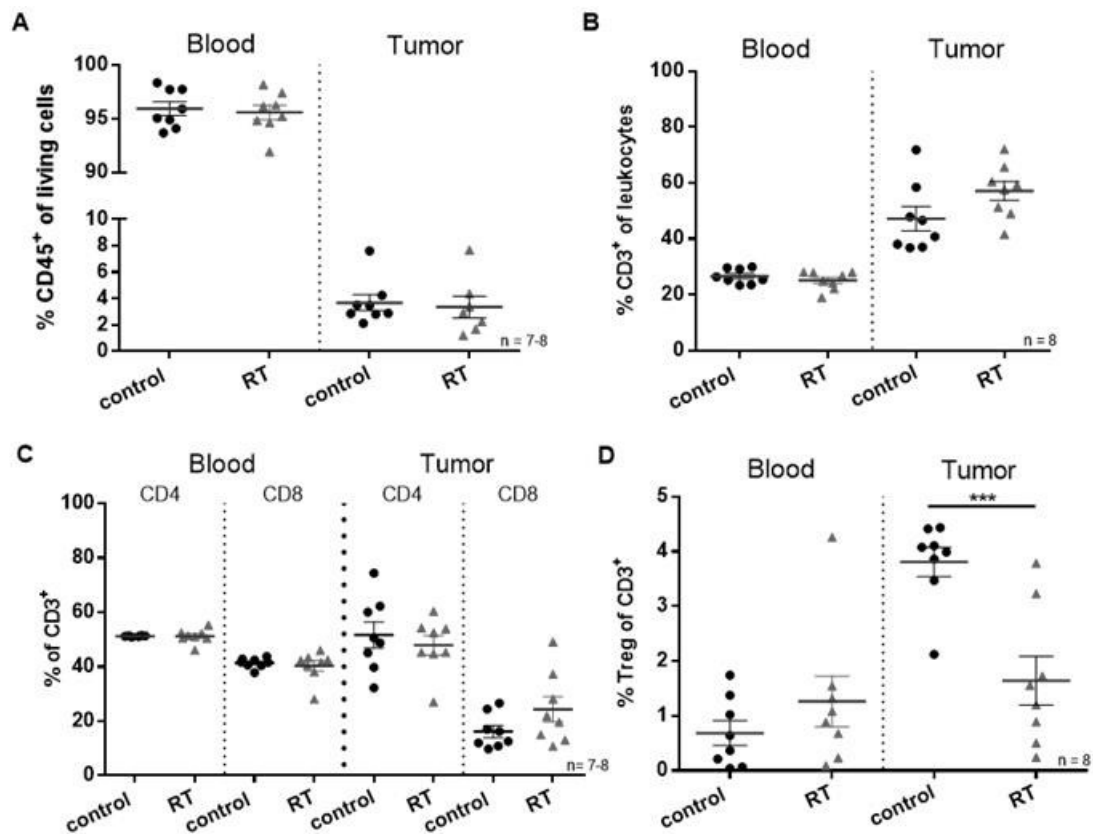 A
Blood Tumor
% CD45+ of living cells
100
95
90
10
8
6
4
2
0
n = 7-8
control RT control RT
B
Blood Tumor
% CD3+ of leukocytes
100
80
60
40
20
0
n = 8
control RT control RT
C
Blood Tumor
CD4 CD8 CD4 CD8
% of CD3+
100
80
60
40
20
0
n= 7-8
control RT control RT control RT control RT
D
Blood Tumor
% Treg of CD3+
5
4
3
2
1
0
***
n = 8
control RT control RT